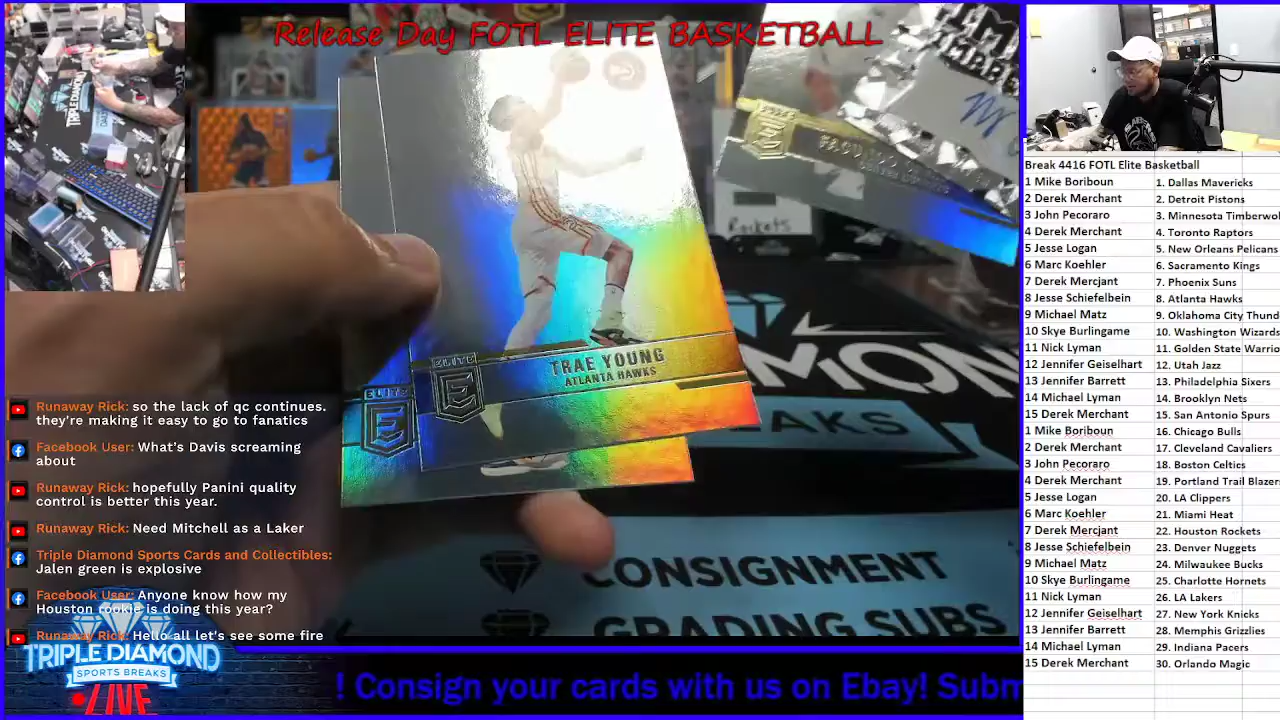 Release Day FOTL ELITE BASKETBALL
TRAE YOUNG
ATLANTA HAWKS
ELITE
E
ELITE
E
Rockets
CONSIGNMENT
GRADING SUBS
Runaway Rick: so the lack of qc continues.
they're making it easy to go to fanatics
Facebook User: What's Davis screaming
about
Runaway Rick: hopefully Panini quality
control is better this year.
Runaway Rick: Need Mitchell as a Laker
Triple Diamond Sports Cards and Collectibles:
Jalen green is explosive
Facebook User: Anyone know how my
Houston rookie is doing this year?
Runaway Rick: Hello all let's see some fire
TRIPLE DIAMOND
SPORTS BREAKS
LIVE
! Consign your cards with us on Ebay! Subm
Break 4416 FOTL Elite Basketball
1 Mike Boriboun 1. Dallas Mavericks
2 Derek Merchant 2. Detroit Pistons
3 John Pecoraro 3. Minnesota Timberwo
4 Derek Merchant 4. Toronto Raptors
5 Jesse Logan 5. New Orleans Pelicans
6 Marc Koehler 6. Sacramento Kings
7 Derek Mercjant 7. Phoenix Suns
8 Jesse Schiefelbein 8. Atlanta Hawks
9 Michael Matz 9. Oklahoma City Thund
10 Skye Burlingame 10. Washington Wizards
11 Nick Lyman 11. Golden State Warrio
12 Jennifer Geiselhart 12. Utah Jazz
13 Jennifer Barrett 13. Philadelphia Sixers
14 Michael Lyman 14. Brooklyn Nets
15 Derek Merchant 15. San Antonio Spurs
1 Mike Boriboun 16. Chicago Bulls
2 Derek Merchant 17. Cleveland Cavaliers
3 John Pecoraro 18. Boston Celtics
4 Derek Merchant 19. Portland Trail Blazer
5 Jesse Logan 20. LA Clippers
6 Marc Koehler 21. Miami Heat
7 Derek Mercjant 22. Houston Rockets
8 Jesse Schiefelbein 23. Denver Nuggets
9 Michael Matz 24. Milwaukee Bucks
10 Skye Burlingame 25. Charlotte Hornets
11 Nick Lyman 26. LA Lakers
12 Jennifer Geiselhart 27. New York Knicks
13 Jennifer Barrett 28. Memphis Grizzlies
14 Michael Lyman 29. Indiana Pacers
15 Derek Merchant 30. Orlando Magic